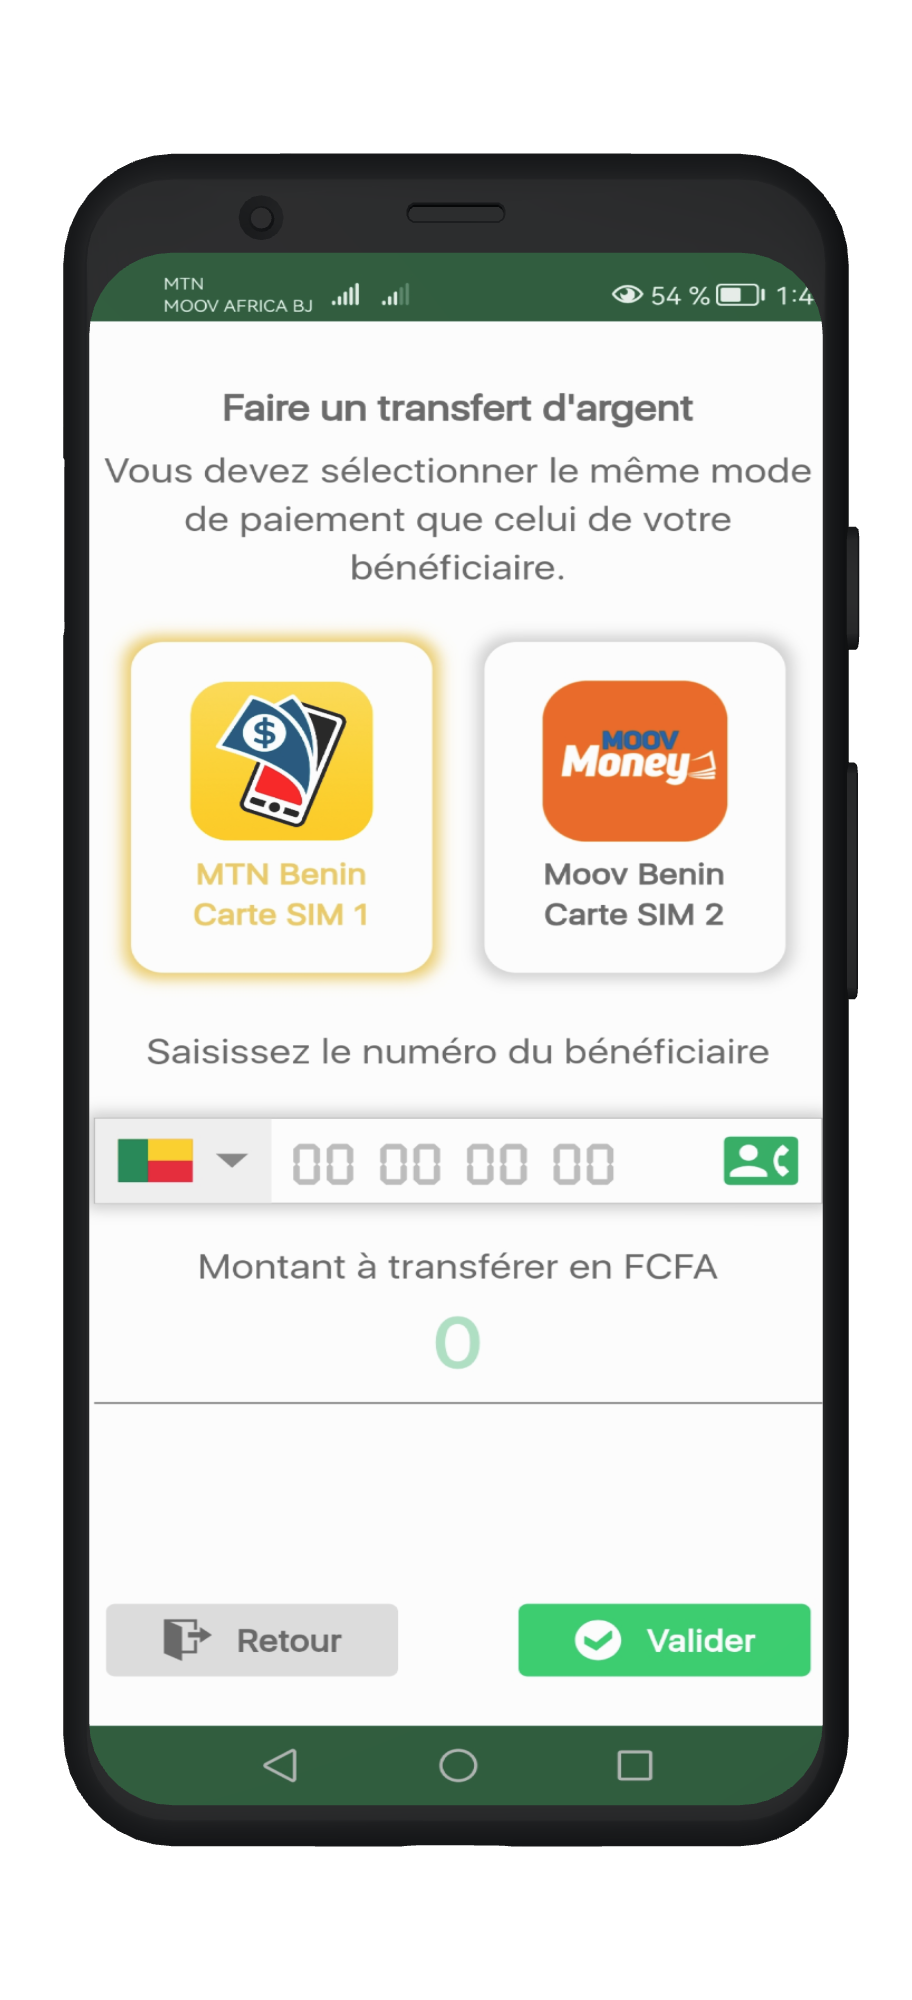 MTN
MOOV AFRICA BJ
54 %
Faire un transfert d'argent
Vous devez sélectionner le même mode
de paiement que celui de votre
bénéficiaire.
$
MOOV
Money
MTN Benin
Carte SIM 1
Moov Benin
Carte SIM 2
Saisissez le numéro du bénéficiaire
00 00 00 00
Montant à transférer en FCFA
0
Retour
Valider